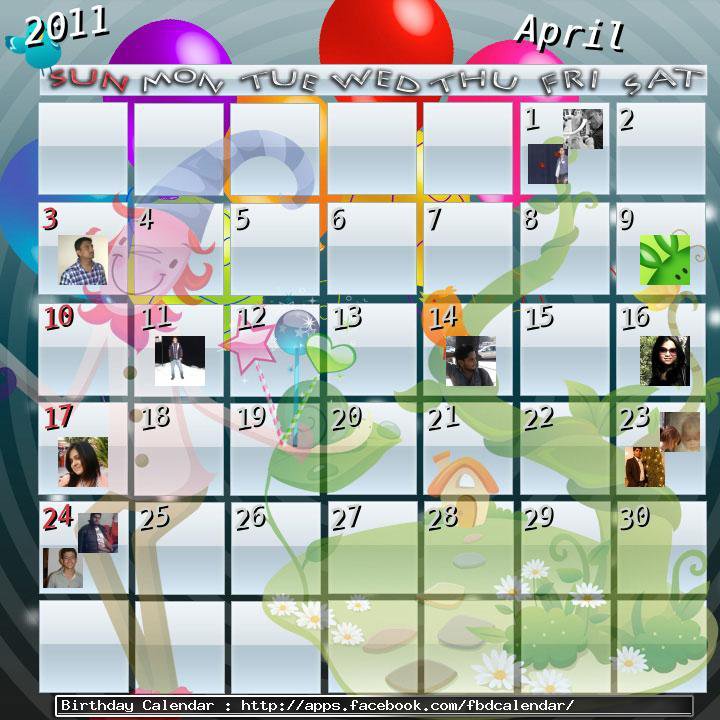 2011 April
SUN MON TUE WED THU FRI SAT
1 2
3 4 5 6 7 8 9
10 11 12 13 14 15 16
17 18 19 20 21 22 23
24 25 26 27 28 29 30
Birthday Calendar : http://apps.facebook.com/fbdcalendar/